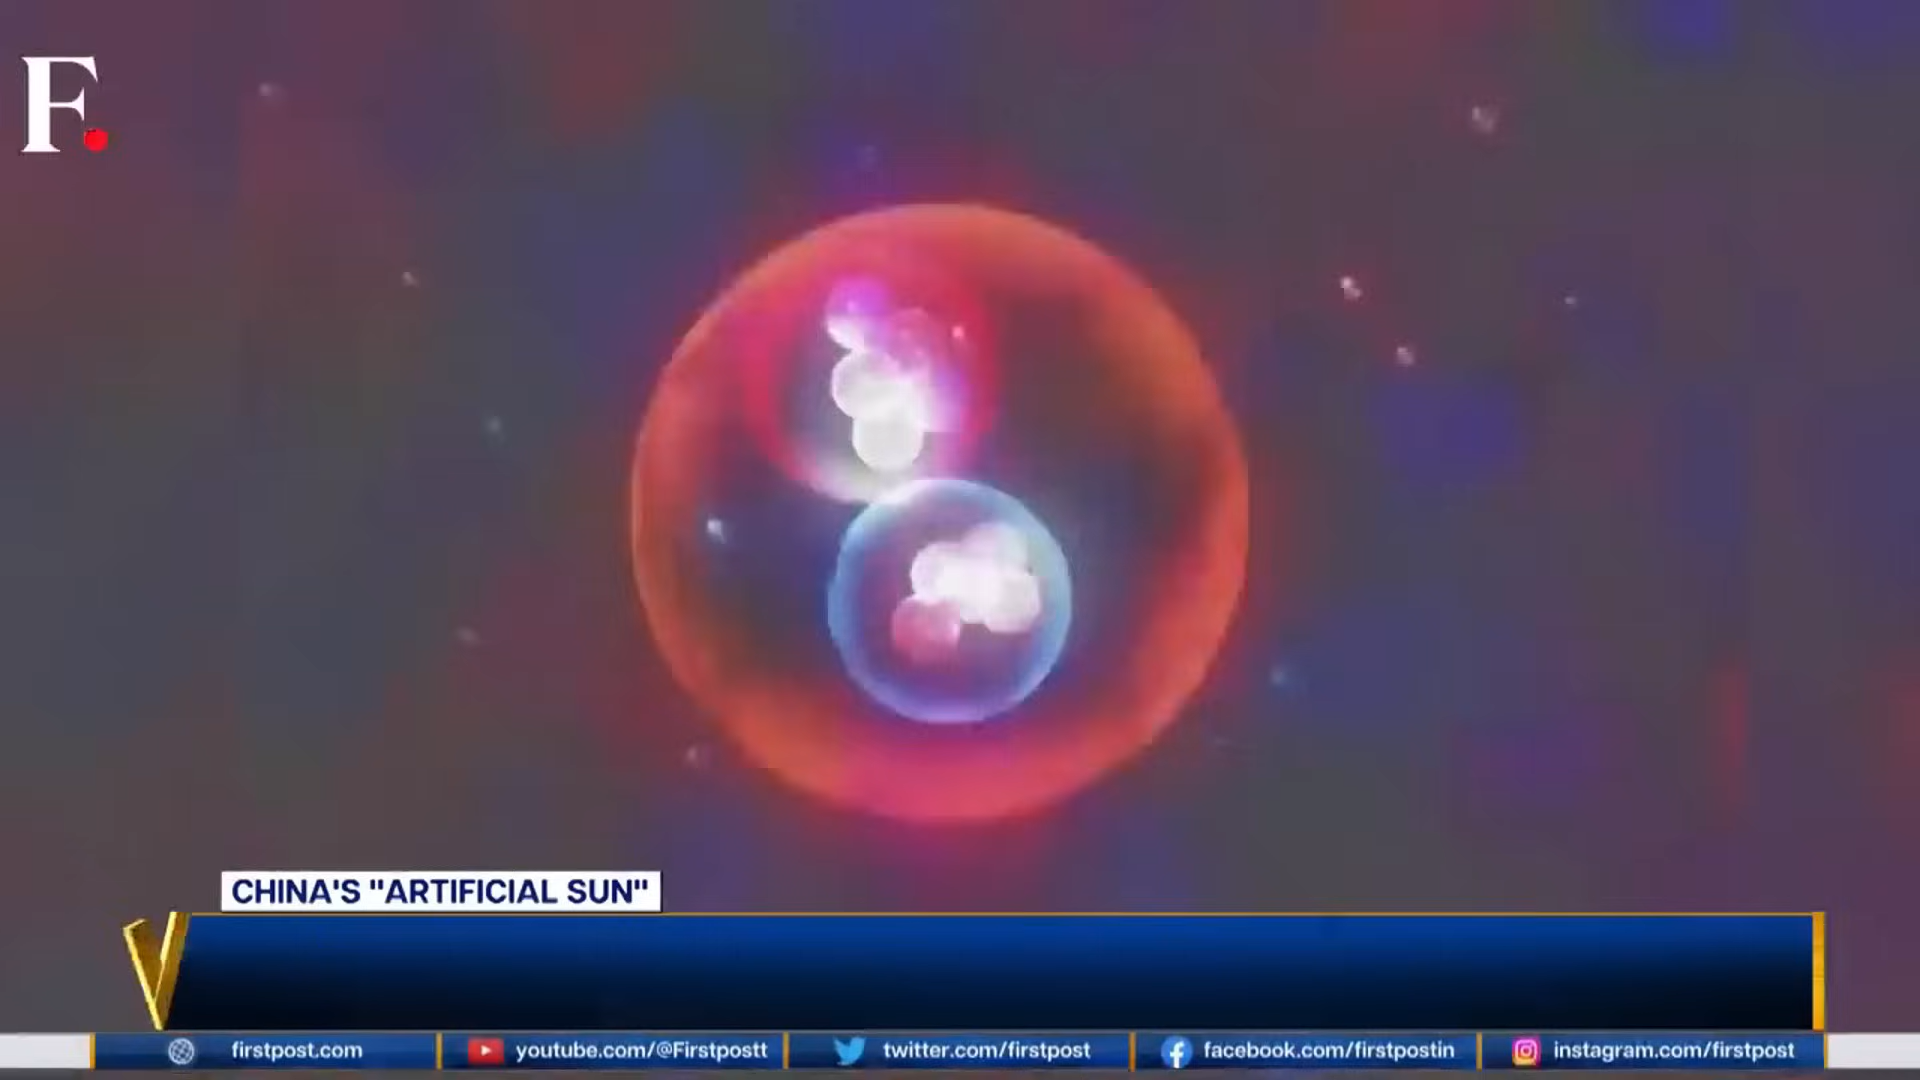 F.
CHINA'S "ARTIFICIAL SUN"
firstpost.com
youtube.com/@Firstpostt
twitter.com/firstpost
facebook.com/firstpostin
instagram.com/firstpost